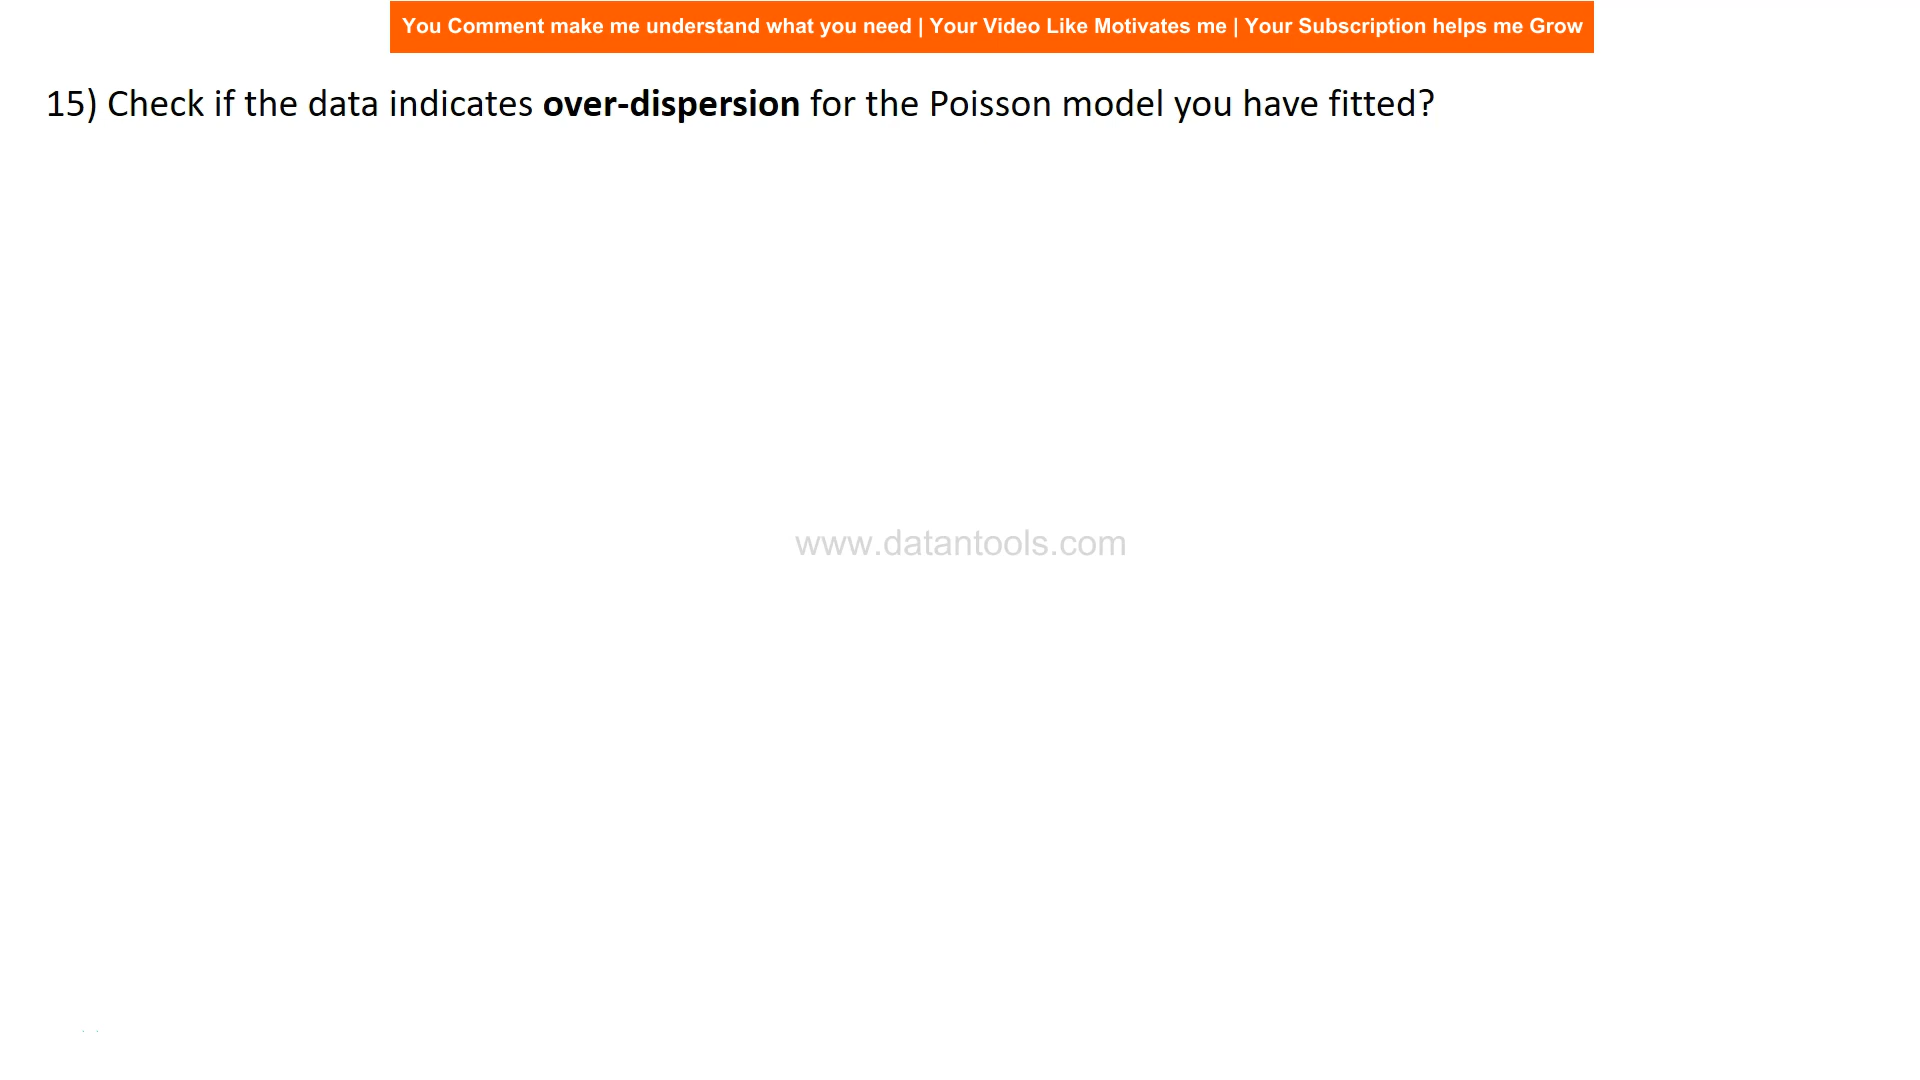 You Comment make me understand what you need | Your Video Like Motivates me | Your Subscription helps me Grow
15) Check if the data indicates over-dispersion for the Poisson model you have fitted?
www.datantools.com